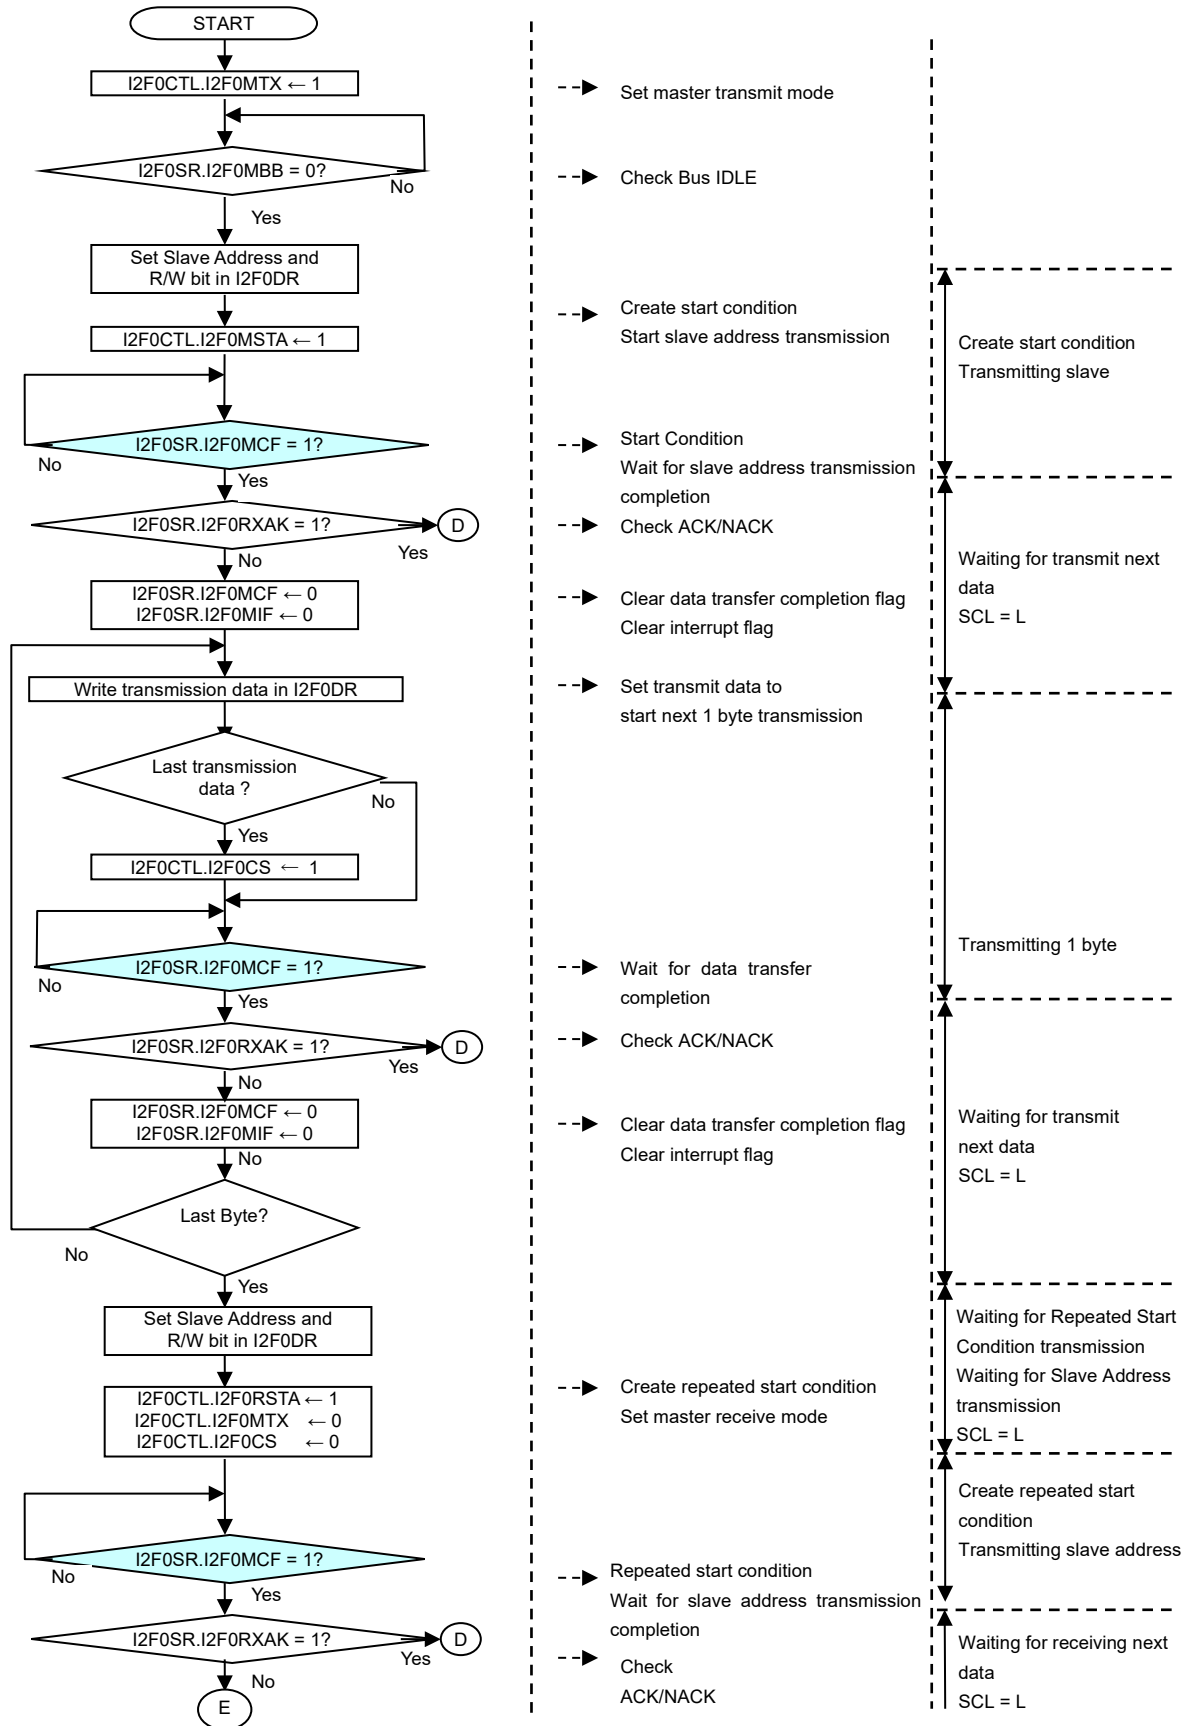 START
I2F0CTL.I2F0MTX ← 1
I2F0SR.I2F0MBB = 0?
No
Yes
Set Slave Address and
R/W bit in I2F0DR
I2F0CTL.I2F0MSTA ← 1
I2F0SR.I2F0MCF = 1?
No
Yes
I2F0SR.I2F0RXAK = 1?
D
Yes
No
I2F0SR.I2F0MCF ← 0
I2F0SR.I2F0MIF ← 0
Write transmission data in I2F0DR
Last transmission
data ?
No
Yes
I2F0CTL.I2F0CS ← 1
I2F0SR.I2F0MCF = 1?
No
Yes
I2F0SR.I2F0RXAK = 1?
D
Yes
No
I2F0SR.I2F0MCF ← 0
I2F0SR.I2F0MIF ← 0
No
Last Byte?
No
Yes
Set Slave Address and
R/W bit in I2F0DR
I2F0CTL.I2F0RSTA ← 1
I2F0CTL.I2F0MTX ← 0
I2F0CTL.I2F0CS ← 0
I2F0SR.I2F0MCF = 1?
No
Yes
I2F0SR.I2F0RXAK = 1?
D
Yes
No
E
Set master transmit mode
Check Bus IDLE
Create start condition
Start slave address transmission
Start Condition
Wait for slave address transmission
completion
Check ACK/NACK
Clear data transfer completion flag
Clear interrupt flag
Set transmit data to
start next 1 byte transmission
Wait for data transfer
completion
Check ACK/NACK
Clear data transfer completion flag
Clear interrupt flag
Create repeated start condition
Set master receive mode
Repeated start condition
Wait for slave address transmission
completion
Check
ACK/NACK
Create start condition
Transmitting slave
Waiting for transmit next
data
SCL = L
Transmitting 1 byte
Waiting for transmit
next data
SCL = L
Waiting for Repeated Start
Condition transmission
Waiting for Slave Address
transmission
SCL = L
Create repeated start
condition
Transmitting slave address
Waiting for receiving next
data
SCL = L